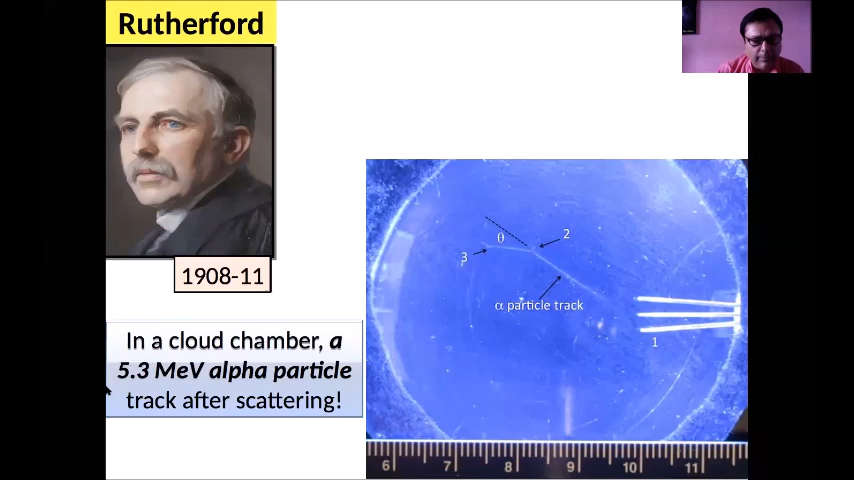 Rutherford
1908-11
In a cloud chamber, a
5.3 MeV alpha particle
track after scattering!
θ
2
3
α particle track
1
6 7 8 9 10 11